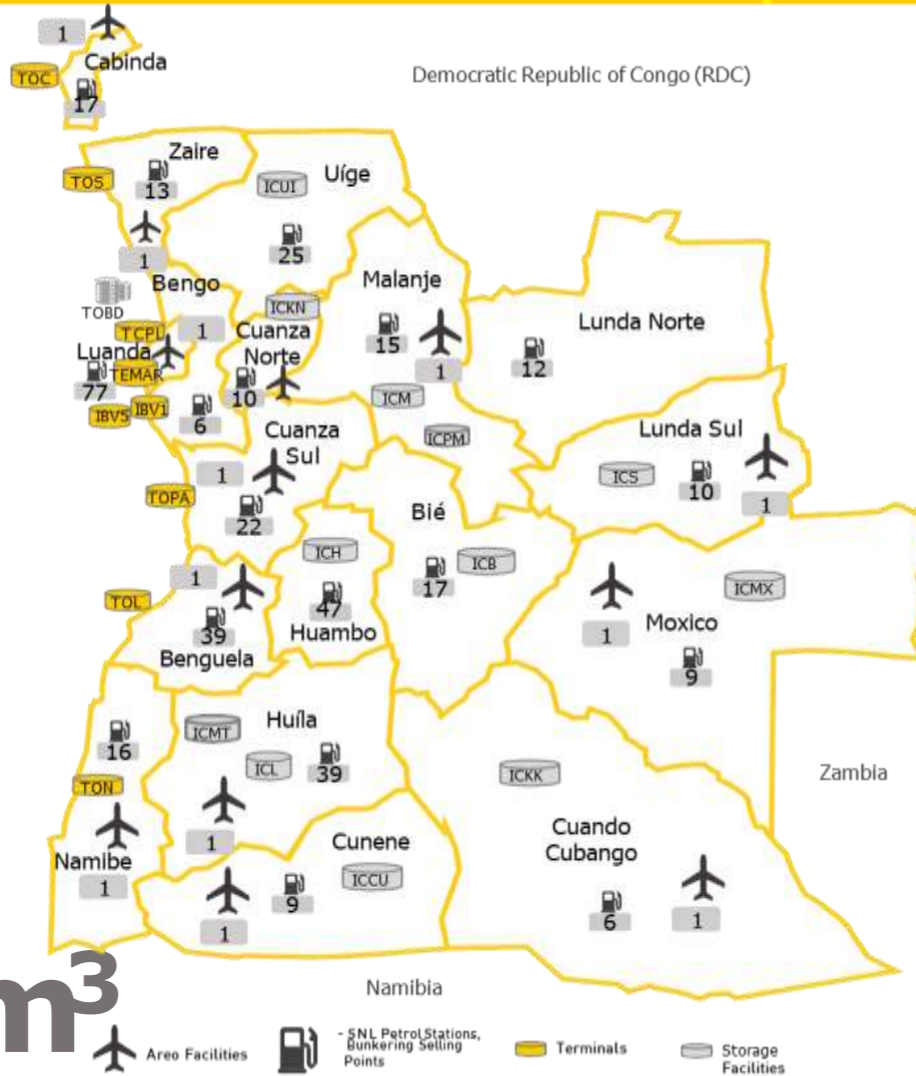 1
Cabinda
TOC
17
Democratic Republic of Congo (RDC)
Zaire
TOS
13
ICUI
Uíge
25
1
Bengo
TOBD
ICKN
Malanje
TCPL
1
Cuanza
Norte
15
Lunda Norte
12
Luanda
TEMAR
77
10
1
IBV5
IBV1
6
ICM
Cuanza
Sul
ICPM
Lunda Sul
1
ICS
10
1
TOPA
22
Bié
ICH
ICB
17
1
TOL
47
Huambo
39
Benguela
ICMX
1
Moxico
9
Huíla
ICMT
16
ICL
39
TON
ICKK
Zambia
1
Cunene
Cuando
Cubango
Namibe
1
9
ICCU
1
6
1
m³
Namibia
Areo Facilities
- SNL Petrol Stations,
Bunkering Selling
Points
Terminals
Storage
Facilities